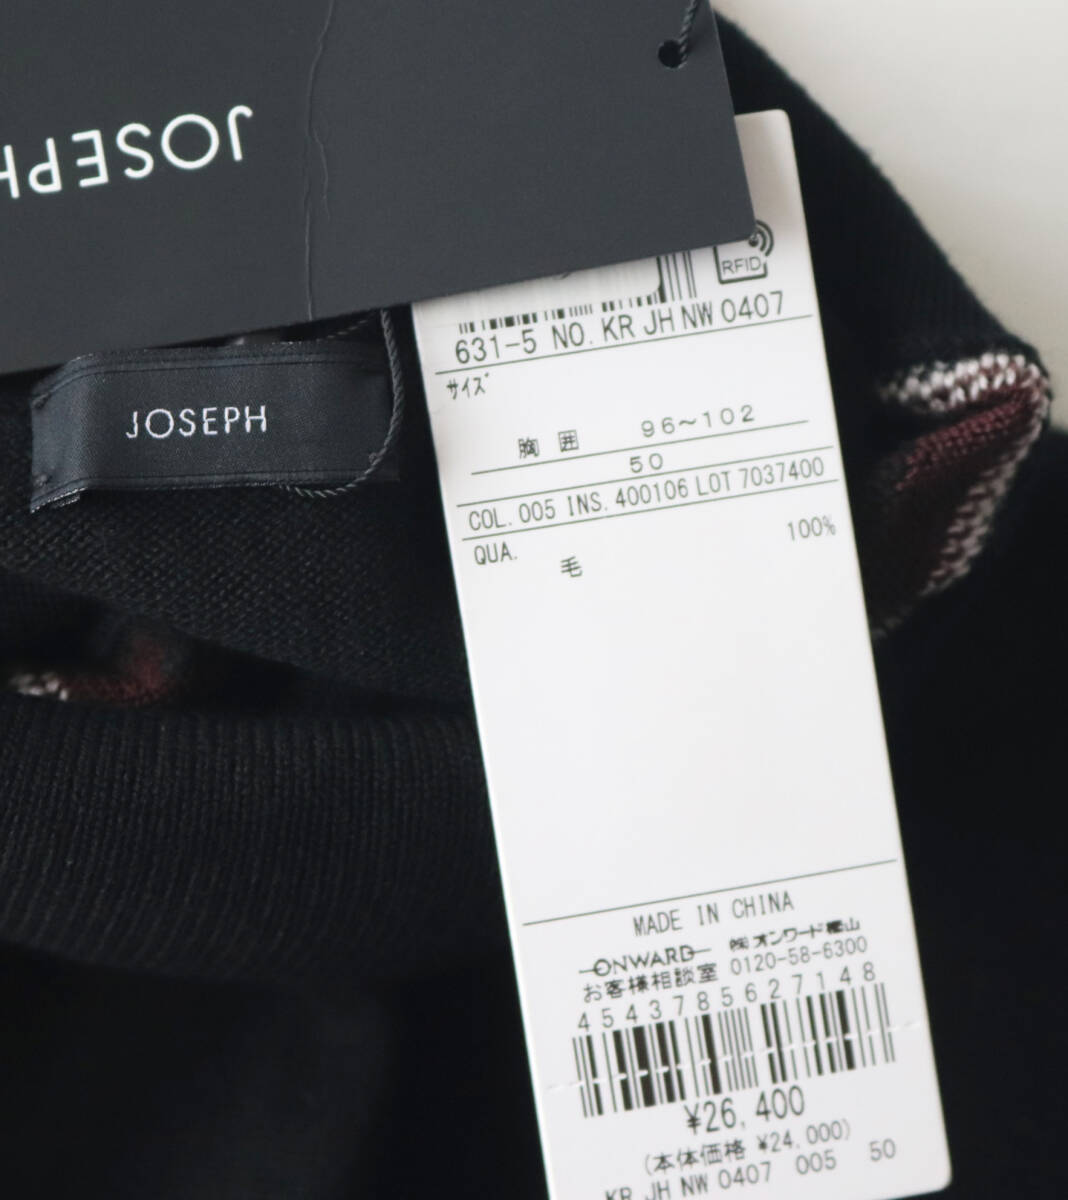 JOSEPH
JOSEPH
RFID
631-5 NO. KR JH NW 0407
サイズ
胸囲 96～102
50
COL. 005 INS. 400106 LOT 7037400
QUA.
毛 100%
MADE IN CHINA
ONWARD ㈱オンワード樫山
お客様相談室 0120-58-6300
4543785627148
¥26,400
(本体価格 ¥24,000)
KR JH NW 0407 005 50